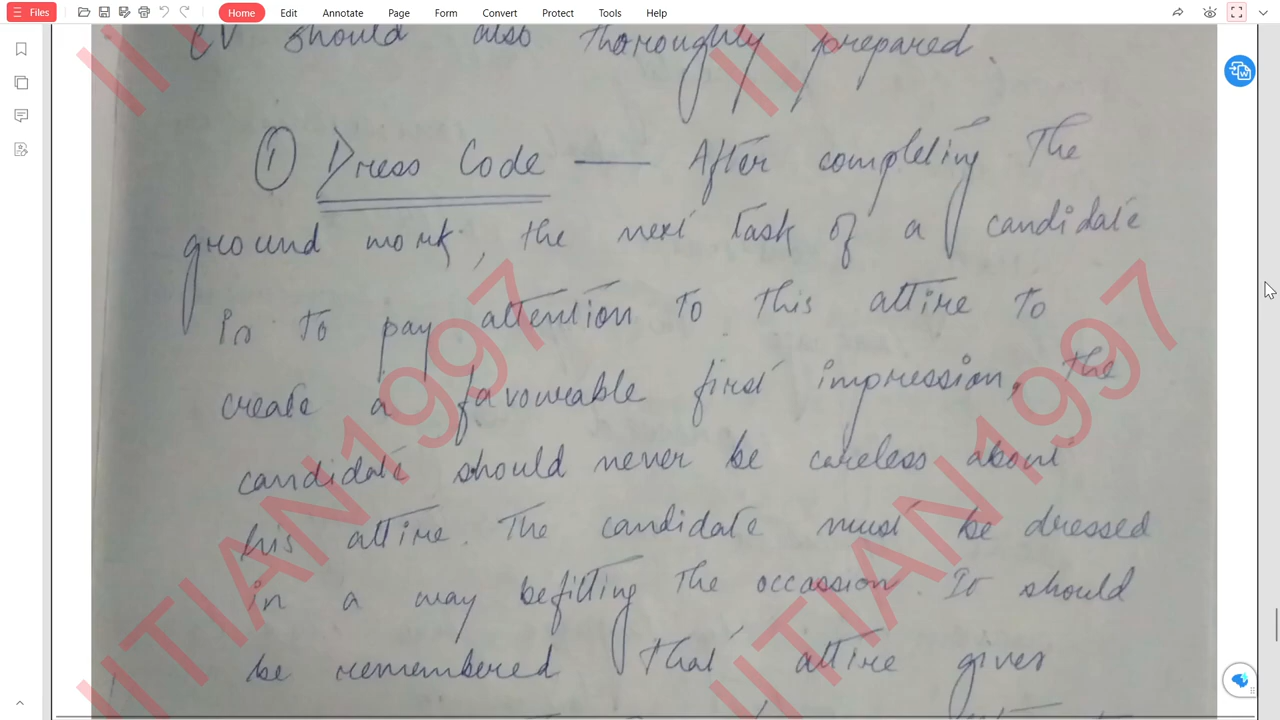 Files
Home Edit Annotate Page Form Convert Protect Tools Help
CV should also thoroughly prepared.
① Dress Code — After completing the
ground work, the next task of a candidate
is to pay attention to this attire to
create a favourable first impression, the
candidate should never be careless about
his attire. The candidate must be dressed
in a way befitting the occassion. It should
be remembered that attire gives
IITIAN1997
IITIAN1997